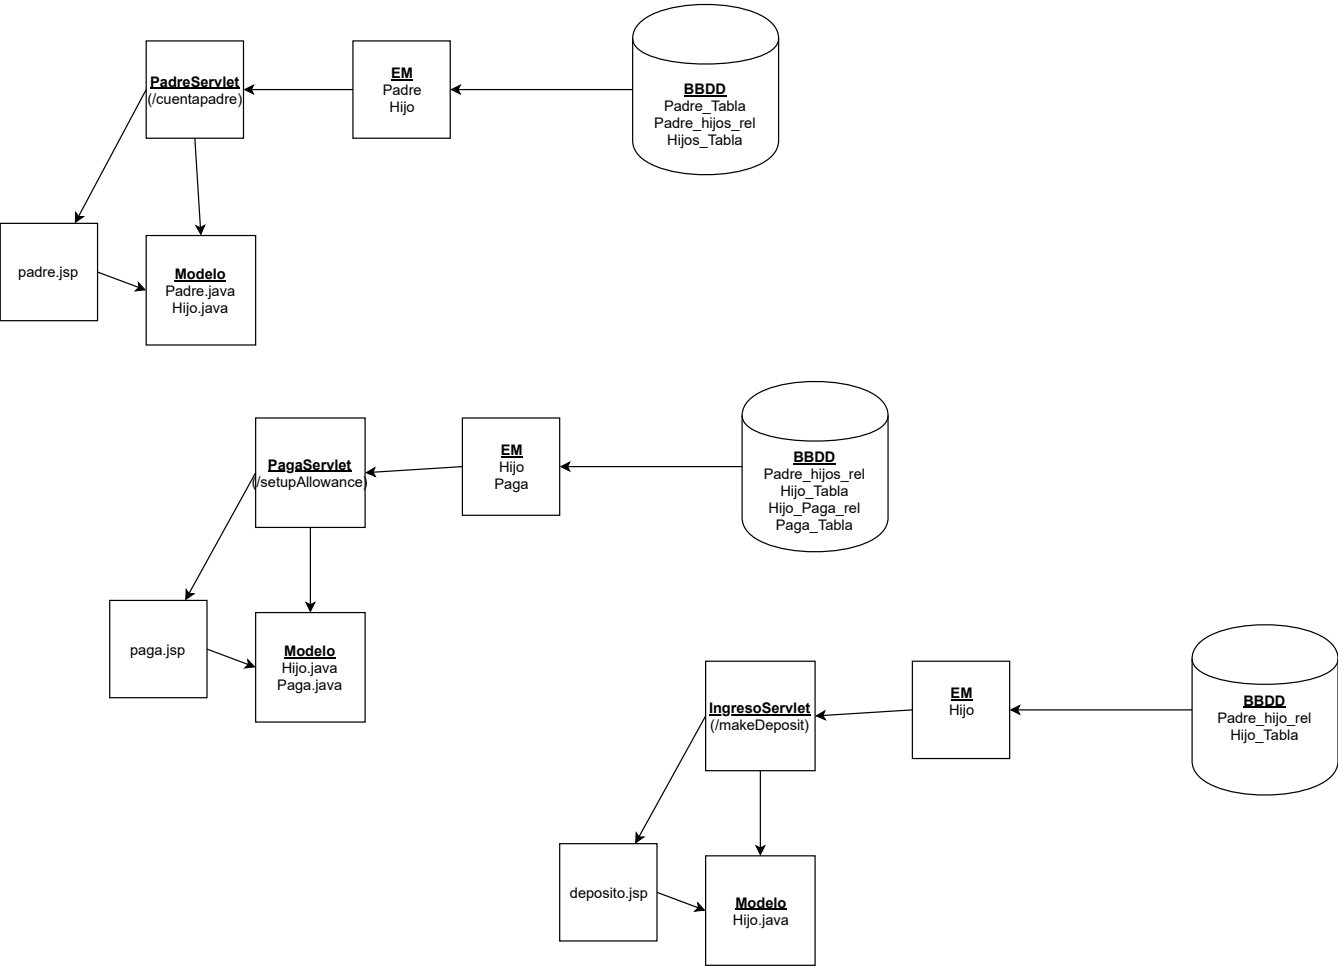 PadreServlet
(/cuentapadre)
EM
Padre
Hijo
BBDD
Padre_Tabla
Padre_hijos_rel
Hijos_Tabla
padre.jsp
Modelo
Padre.java
Hijo.java
PagaServlet
(/setupAllowance)
EM
Hijo
Paga
BBDD
Padre_hijos_rel
Hijo_Tabla
Hijo_Paga_rel
Paga_Tabla
paga.jsp
Modelo
Hijo.java
Paga.java
IngresoServlet
(/makeDeposit)
EM
Hijo
BBDD
Padre_hijo_rel
Hijo_Tabla
deposito.jsp
Modelo
Hijo.java